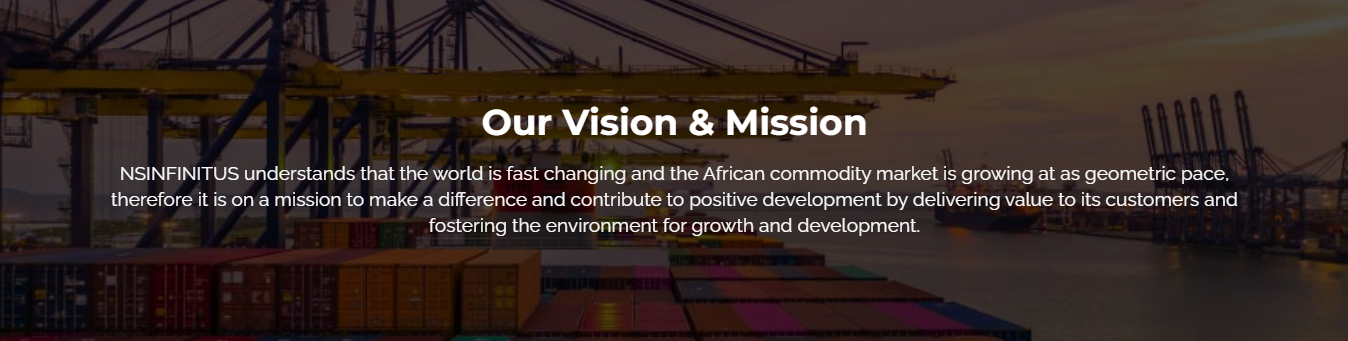 Our Vision & Mission
NSINFINITUS understands that the world is fast changing and the African commodity market is growing at as geometric pace,
therefore it is on a mission to make a difference and contribute to positive development by delivering value to its customers and
fostering the environment for growth and development.